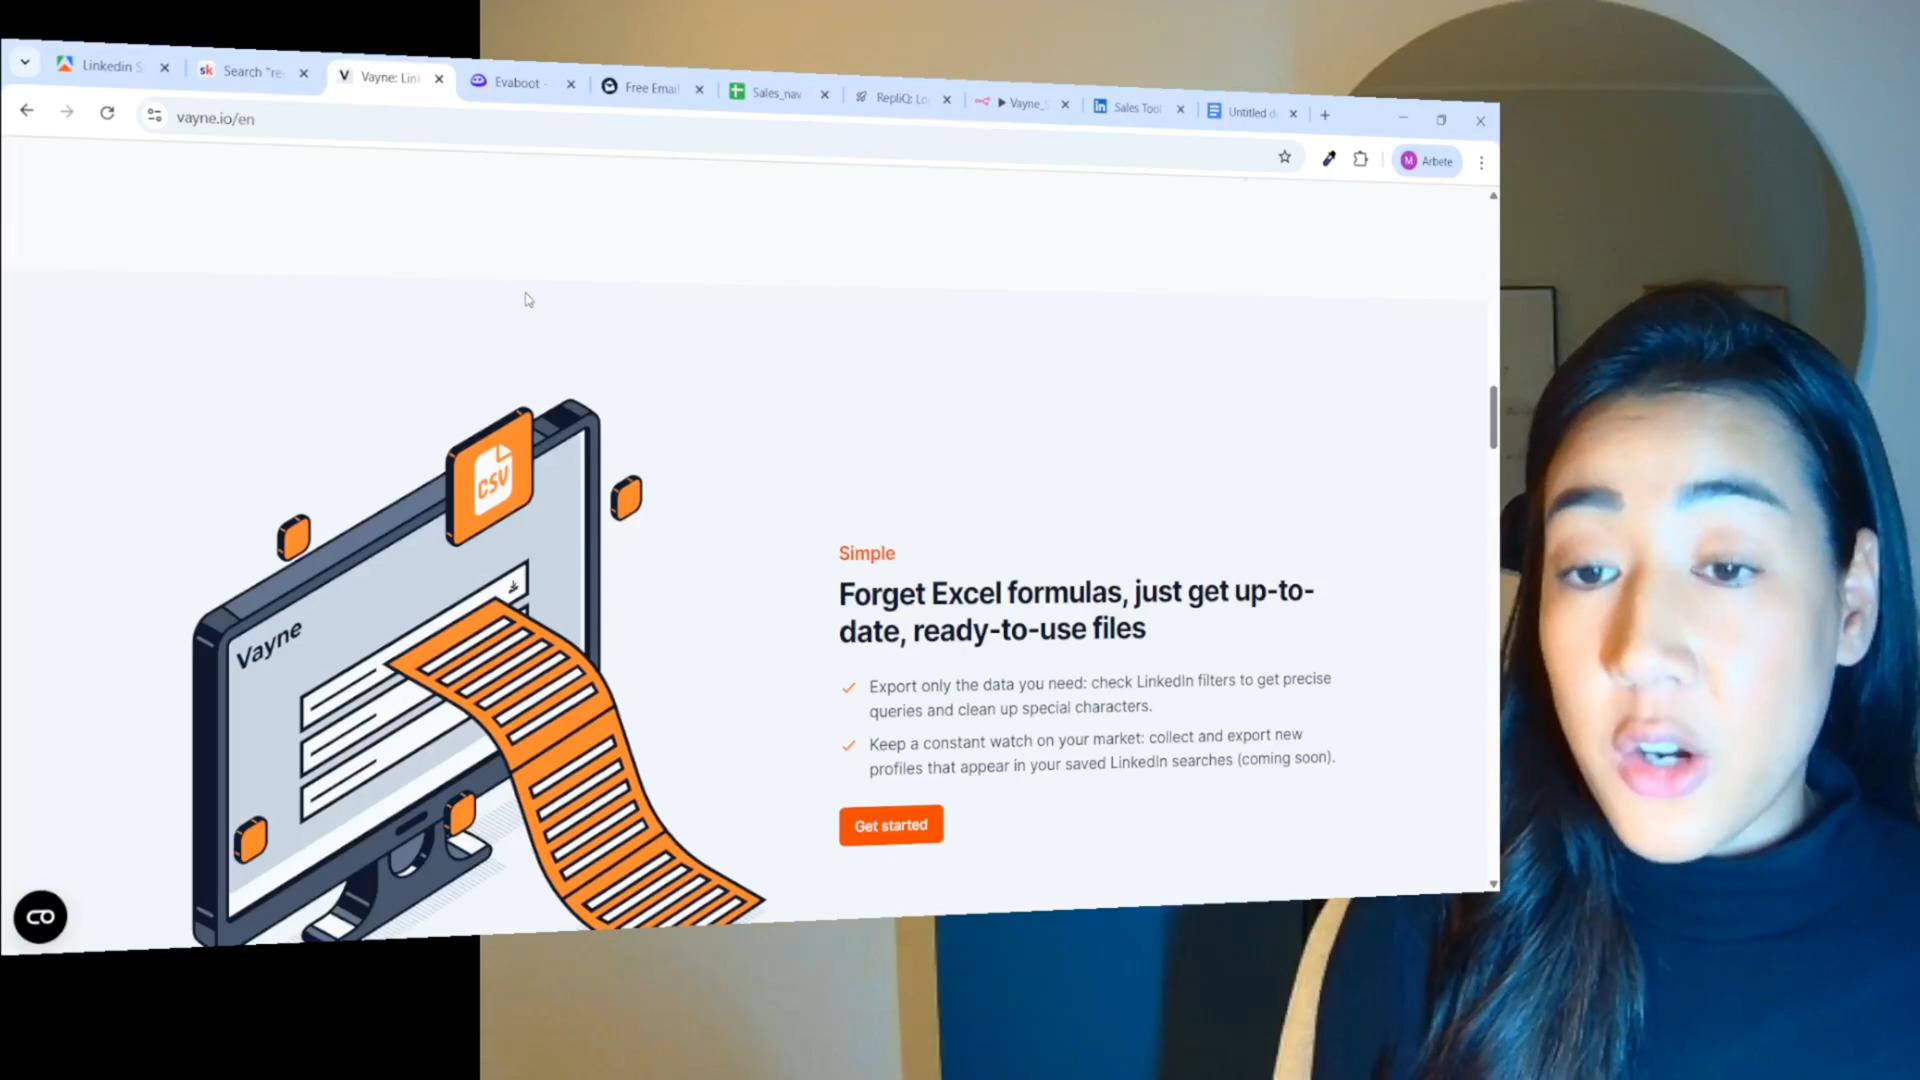 Linkedin S
sk Search "re
V Vayne: Lin
Evaboot -
Free Email
Sales_nav
RepliQ: Lo
Vayne_
in Sales Tool
Untitled d
vayne.io/en
M Arbete
CSV
Vayne
Simple
Forget Excel formulas, just get up-to-
date, ready-to-use files
Export only the data you need: check LinkedIn filters to get precise
queries and clean up special characters.
Keep a constant watch on your market: collect and export new
profiles that appear in your saved LinkedIn searches (coming soon).
Get started